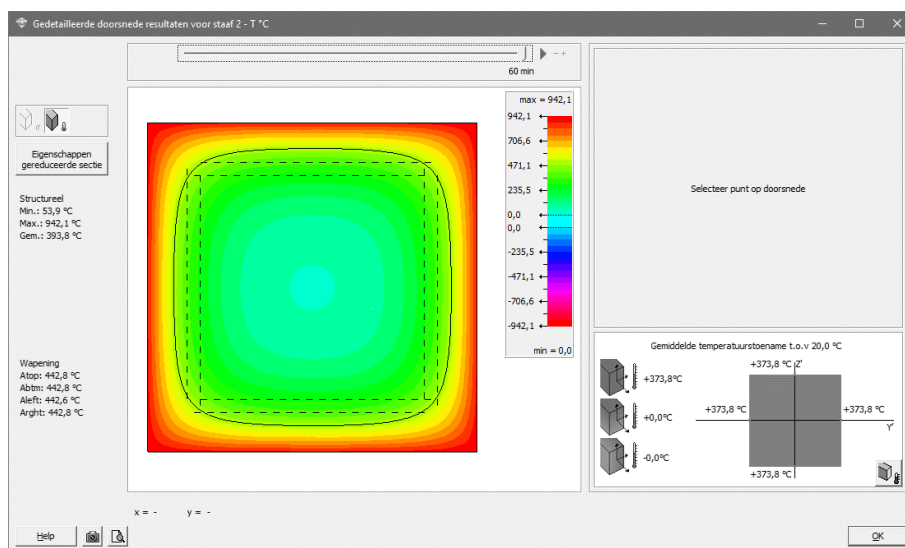 Gedetailleerde doorsnede resultaten voor staaf 2 - T °C
60 min
σ
Eigenschappen
gereduceerde sectie
Structureel
Min.: 53,9 °C
Max.: 942,1 °C
Gem.: 393,8 °C
Wapening
Atop: 442,8 °C
Abtm: 442,8 °C
Aleft: 442,6 °C
Arght: 442,8 °C
max = 942,1
942,1
706,6
471,1
235,5
0,0
0,0
-235,5
-471,1
-706,6
-942,1
min = 0,0
Selecteer punt op doorsnede
Gemiddelde temperatuurstoename t.o.v 20,0 °C
+373,8°C
+0,0°C
-0,0°C
+373,8 °C Z'
+373,8 °C
+373,8 °C
Y'
+373,8 °C
x = - y = -
Help
OK